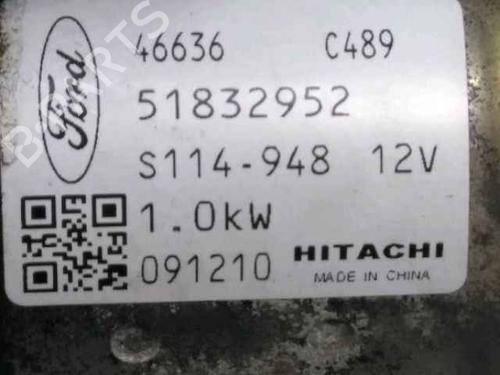 46636 C489
Ford
51832952
S114-948 12V
1.0kW
091210 HITACHI
MADE IN CHINA